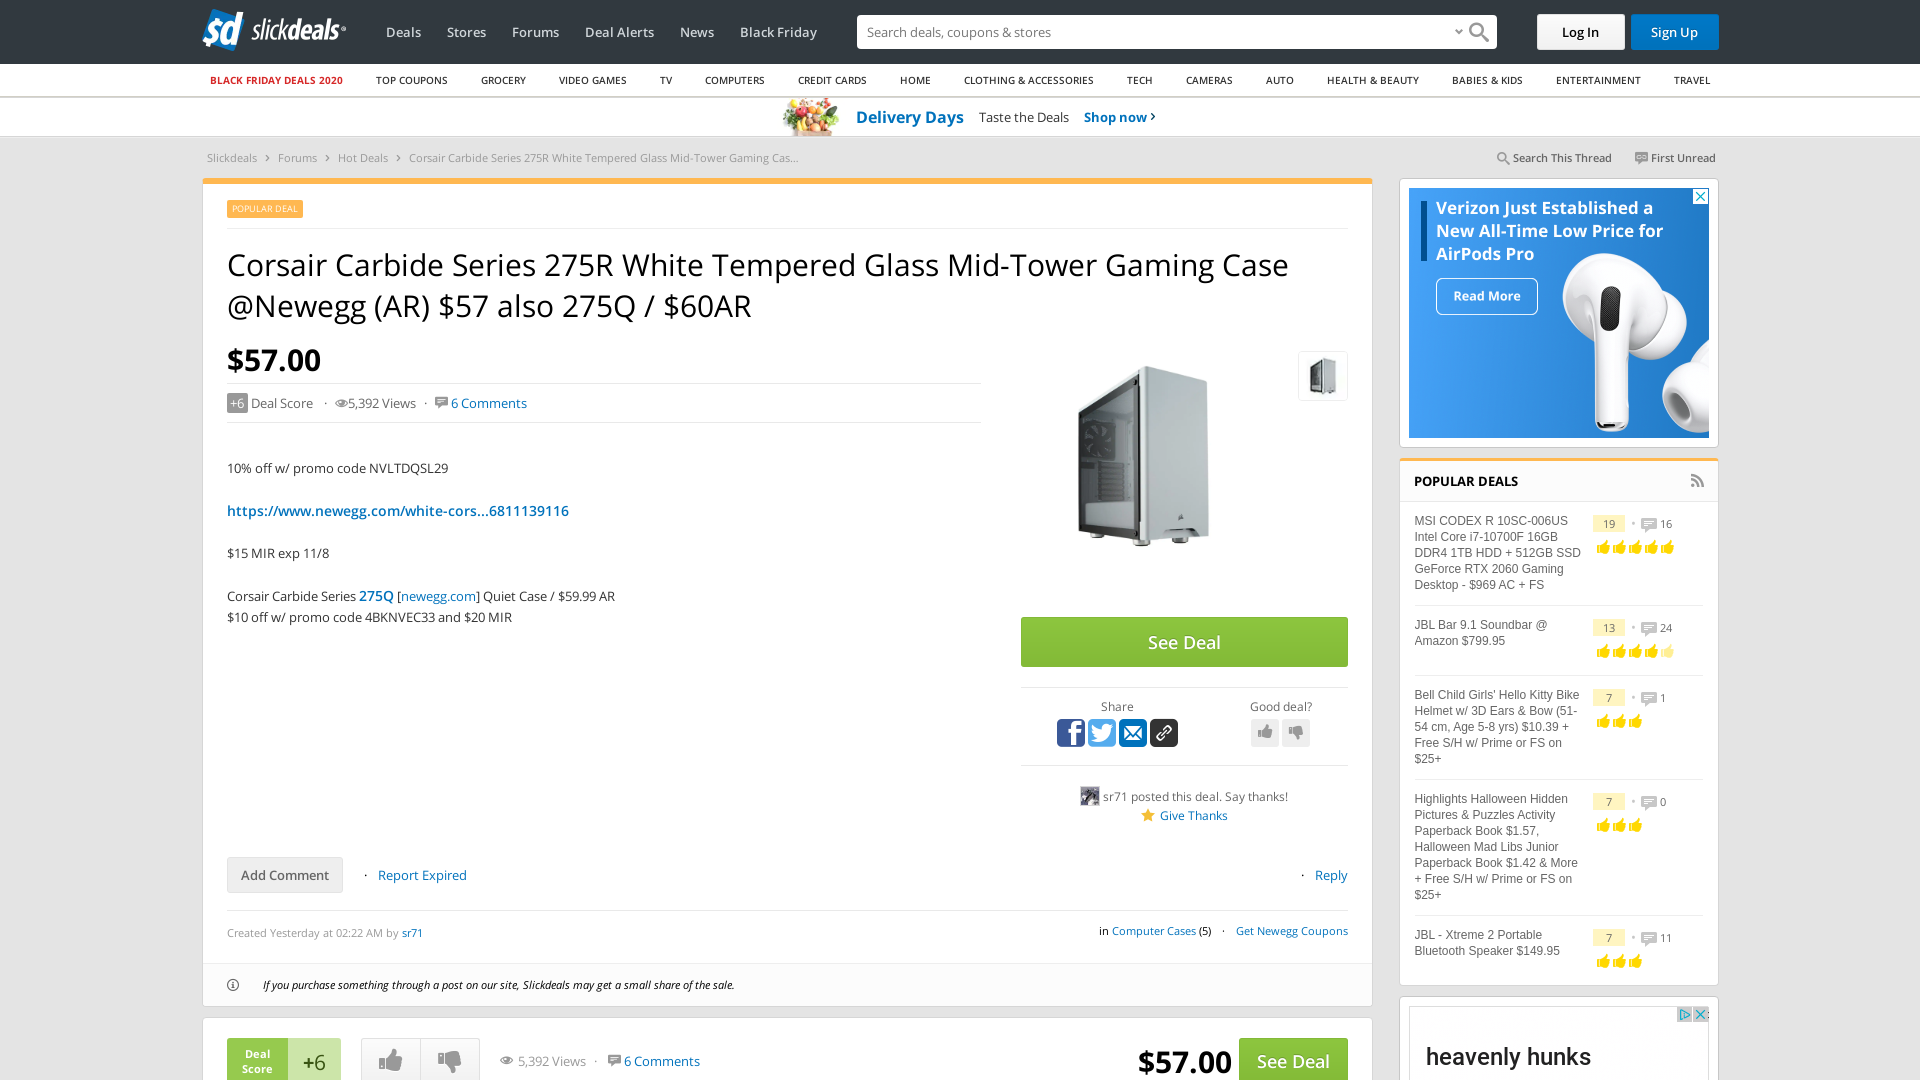 slickdeals
Deals Stores Forums Deal Alerts News Black Friday
Search deals, coupons & stores
Log In Sign Up
BLACK FRIDAY DEALS 2020 TOP COUPONS GROCERY VIDEO GAMES TV COMPUTERS CREDIT CARDS HOME CLOTHING & ACCESSORIES TECH CAMERAS AUTO HEALTH & BEAUTY BABIES & KIDS ENTERTAINMENT TRAVEL
Delivery Days Taste the Deals Shop now
Slickdeals > Forums > Hot Deals > Corsair Carbide Series 275R White Tempered Glass Mid-Tower Gaming Cas...
Search This Thread First Unread
POPULAR DEAL
Corsair Carbide Series 275R White Tempered Glass Mid-Tower Gaming Case
@Newegg (AR) $57 also 275Q / $60AR
$57.00
+6 Deal Score · 5,392 Views · 6 Comments
10% off w/ promo code NVLTDQSL29
https://www.newegg.com/white-cors...6811139116
$15 MIR exp 11/8
Corsair Carbide Series 275Q [newegg.com] Quiet Case / $59.99 AR
$10 off w/ promo code 4BKNVEC33 and $20 MIR
See Deal
Share Good deal?
sr71 posted this deal. Say thanks!
Give Thanks
Add Comment · Report Expired · Reply
Created Yesterday at 02:22 AM by sr71
in Computer Cases (5) · Get Newegg Coupons
If you purchase something through a post on our site, Slickdeals may get a small share of the sale.
Deal
Score
+6
5,392 Views · 6 Comments
$57.00 See Deal
Verizon Just Established a
New All-Time Low Price for
AirPods Pro
Read More
POPULAR DEALS
MSI CODEX R 10SC-006US
Intel Core i7-10700F 16GB
DDR4 1TB HDD + 512GB SSD
GeForce RTX 2060 Gaming
Desktop - $969 AC + FS
19 · 16
JBL Bar 9.1 Soundbar @
Amazon $799.95
13 · 24
Bell Child Girls' Hello Kitty Bike
Helmet w/ 3D Ears & Bow (51-
54 cm, Age 5-8 yrs) $10.39 +
Free S/H w/ Prime or FS on
$25+
7 · 1
Highlights Halloween Hidden
Pictures & Puzzles Activity
Paperback Book $1.57,
Halloween Mad Libs Junior
Paperback Book $1.42 & More
+ Free S/H w/ Prime or FS on
$25+
7 · 0
JBL - Xtreme 2 Portable
Bluetooth Speaker $149.95
7 · 11
heavenly hunks